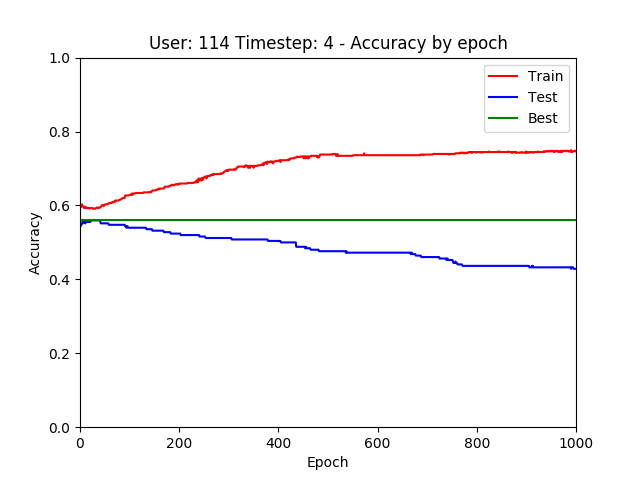 User: 114 Timestep: 4 - Accuracy by epoch
Train
Test
Best
Accuracy
1.0
0.8
0.6
0.4
0.2
0.0
0 200 400 600 800 1000
Epoch